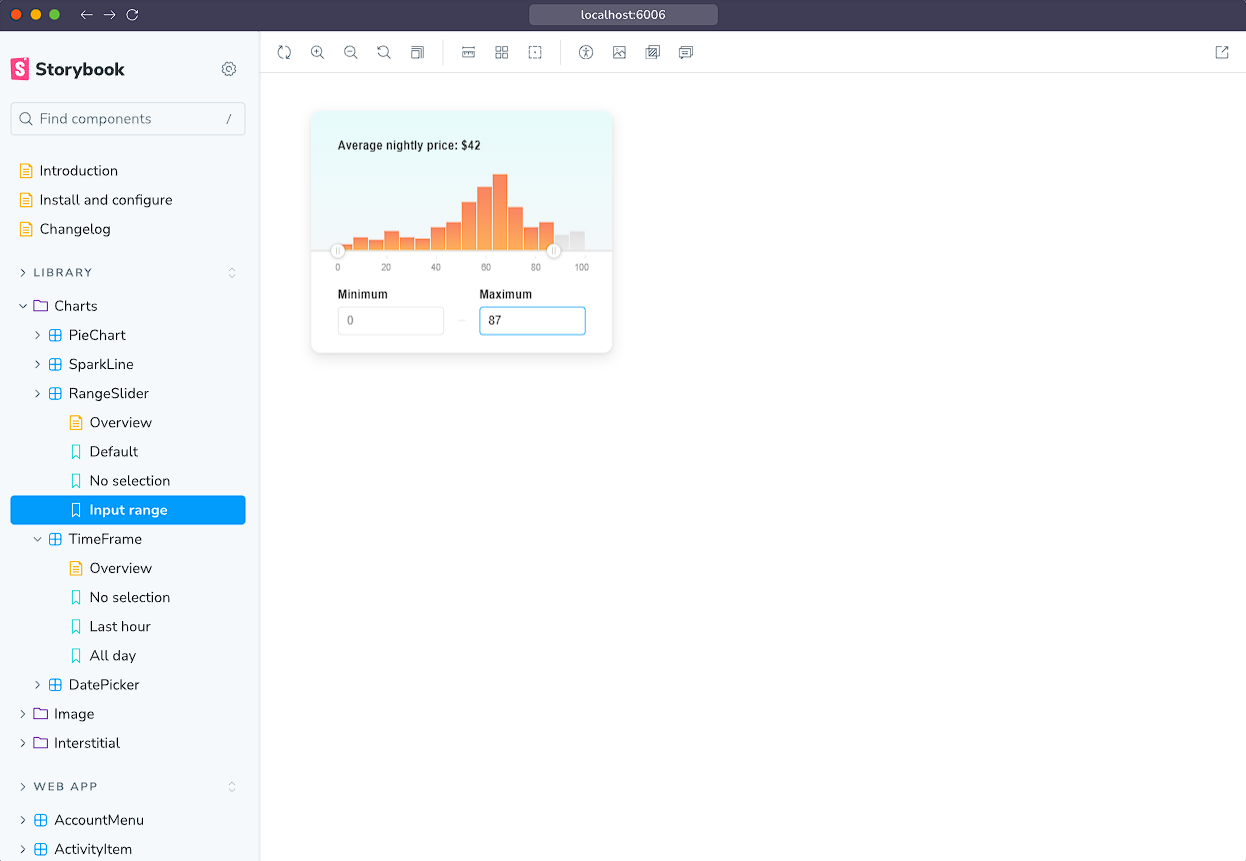 localhost:6006
Storybook
Find components /
Introduction
Install and configure
Changelog
LIBRARY
Charts
PieChart
SparkLine
RangeSlider
Overview
Default
No selection
Input range
TimeFrame
Overview
No selection
Last hour
All day
DatePicker
Image
Interstitial
WEB APP
AccountMenu
ActivityItem
Average nightly price: $42
0 20 40 60 80 100
Minimum Maximum
0 – 87